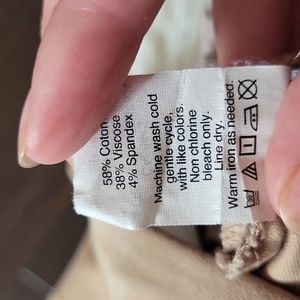 58% Cotton
38% Viscose
4% Spandex
Machine wash cold
gentle cycle,
with like colors.
Non chlorine
bleach only.
Line dry.
Warm iron as needed.